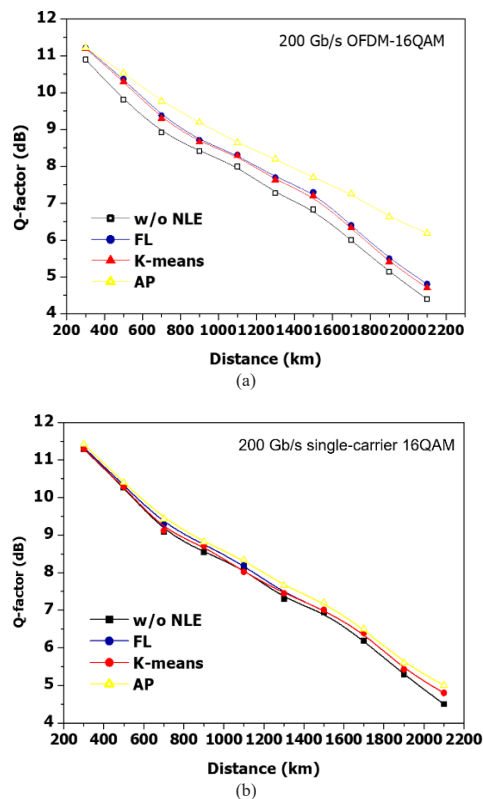 12
200 Gb/s OFDM-16QAM
11
10
9
8
7
6
5
4
Q-factor (dB)
w/o NLE
FL
K-means
AP
200 400 600 800 1000 1200 1400 1600 1800 2000 2200
Distance (km)
(a)
12
200 Gb/s single-carrier 16QAM
11
10
9
8
7
6
5
4
Q-factor (dB)
w/o NLE
FL
K-means
AP
200 400 600 800 1000 1200 1400 1600 1800 2000 2200
Distance (km)
(b)